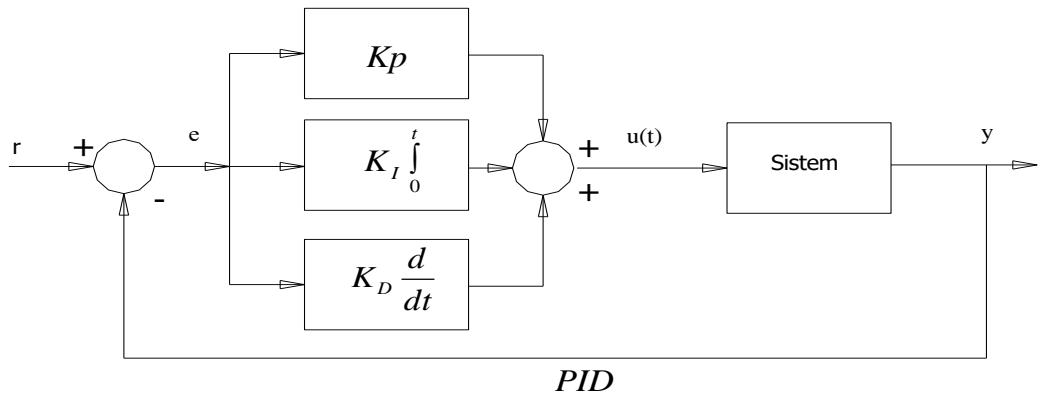 Kp
r
+
-
e
K_I ∫_0^t
K_D d/dt
+
+
u(t)
Sistem
y
PID